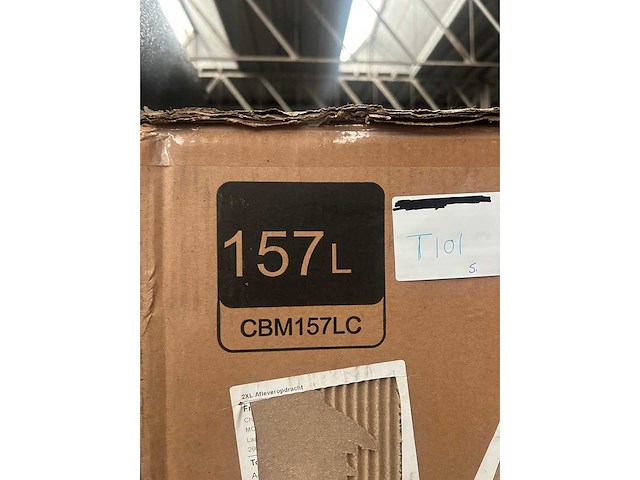 157L
CBM157LC
T101
S.
2XL Afleveropdracht